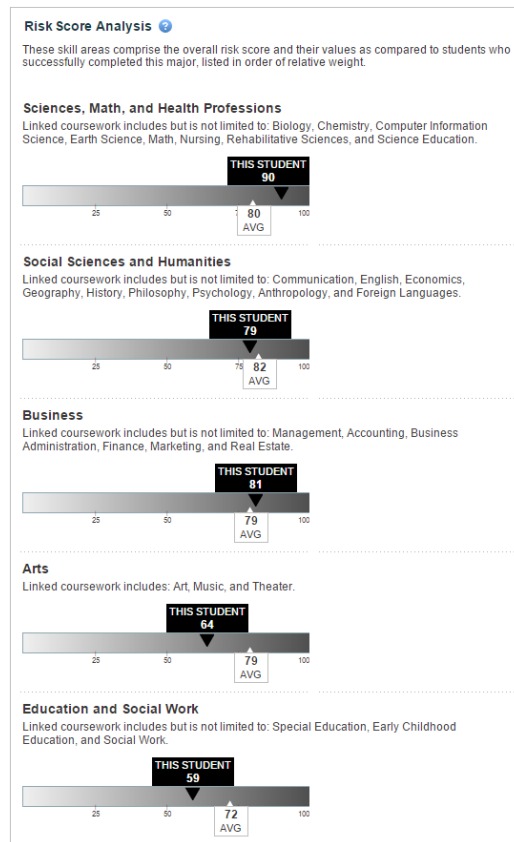 Risk Score Analysis ?
These skill areas comprise the overall risk score and their values as compared to students who
successfully completed this major, listed in order of relative weight.
Sciences, Math, and Health Professions
Linked coursework includes but is not limited to: Biology, Chemistry, Computer Information
Science, Earth Science, Math, Nursing, Rehabilitative Sciences, and Science Education.
THIS STUDENT
90
25 50 75 100
80
AVG
Social Sciences and Humanities
Linked coursework includes but is not limited to: Communication, English, Economics,
Geography, History, Philosophy, Psychology, Anthropology, and Foreign Languages.
THIS STUDENT
79
25 50 75 100
82
AVG
Business
Linked coursework includes but is not limited to: Management, Accounting, Business
Administration, Finance, Marketing, and Real Estate.
THIS STUDENT
81
25 50 100
79
AVG
Arts
Linked coursework includes: Art, Music, and Theater.
THIS STUDENT
64
25 50 100
79
AVG
Education and Social Work
Linked coursework includes but is not limited to: Special Education, Early Childhood
Education, and Social Work.
THIS STUDENT
59
25 50 100
72
AVG